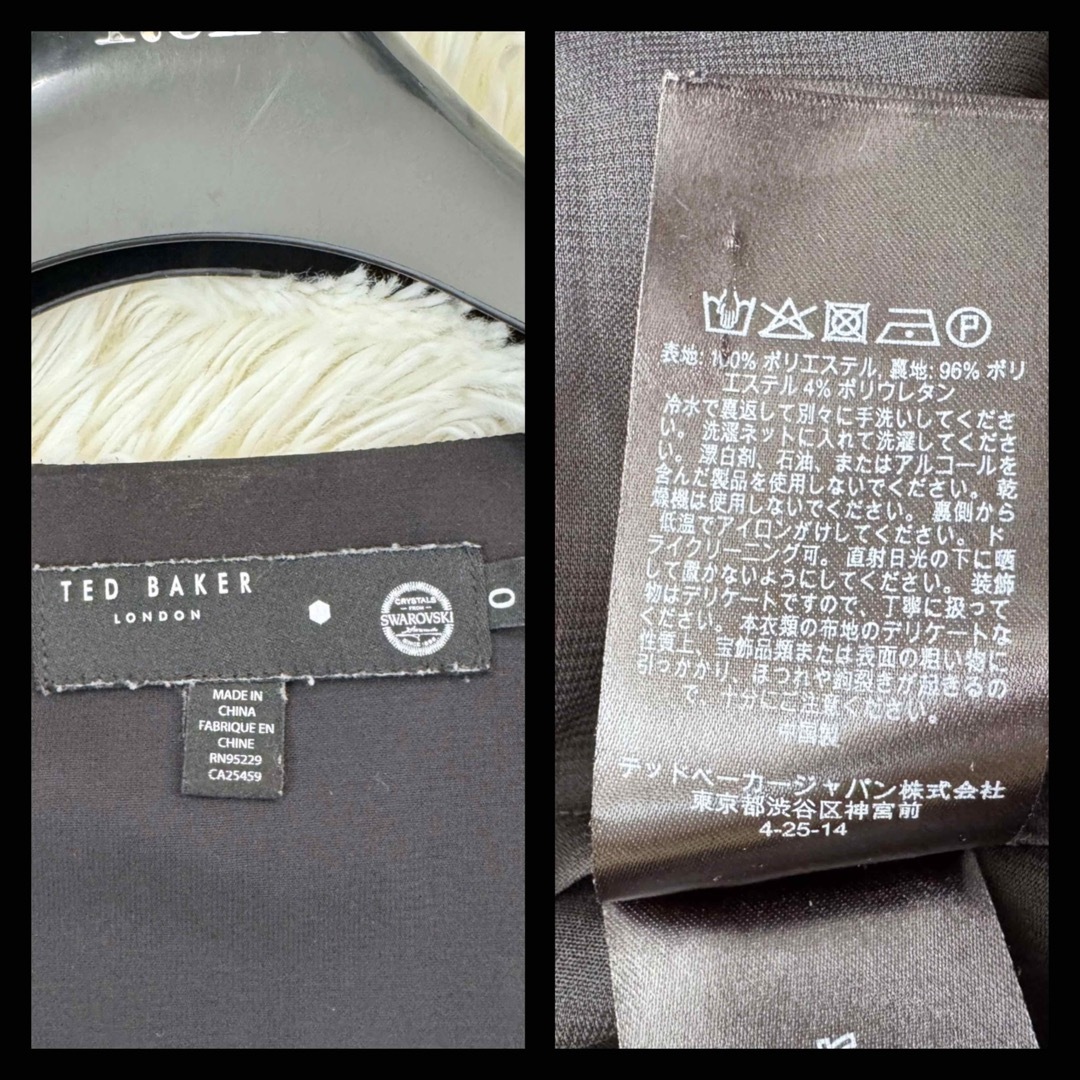 TED BAKER
LONDON
CRYSTALS
FROM
SWAROVSKI
SINCE 1895
0
MADE IN
CHINA
FABRIQUE EN
CHINE
RN95229
CA25459
P
表地: 100% ポリエステル, 裏地: 96% ポリ
エステル 4% ポリウレタン
冷水で裏返して別々に手洗いしてくださ
い。洗濯ネットに入れて洗濯してくださ
い。漂白剤、石油、またはアルコールを
含んだ製品を使用しないでください。乾
燥機は使用しないでください。裏側から
低温でアイロンがけしてください。ド
ライクリーニング可。直射日光の下に晒
して置かないようにしてください。装飾
物はデリケートですので、丁寧に扱って
ください。本衣類の布地のデリケートな
性質上、宝飾品類または表面の粗い物に
引っかかり、ほつれや鉤裂きが起きるの
で、十分にご注意ください。
中国製
テッドベーカージャパン株式会社
東京都渋谷区神宮前
4-25-14